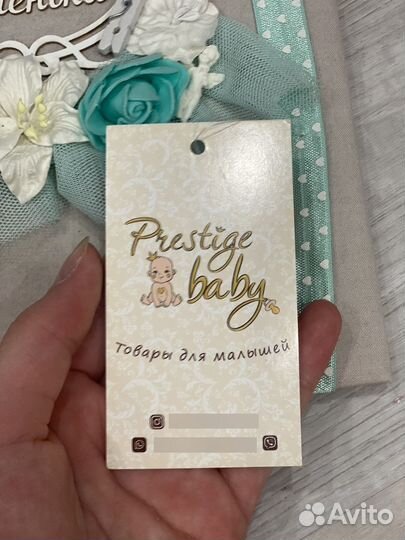 Prestige
baby
Товары для малышей
Avito